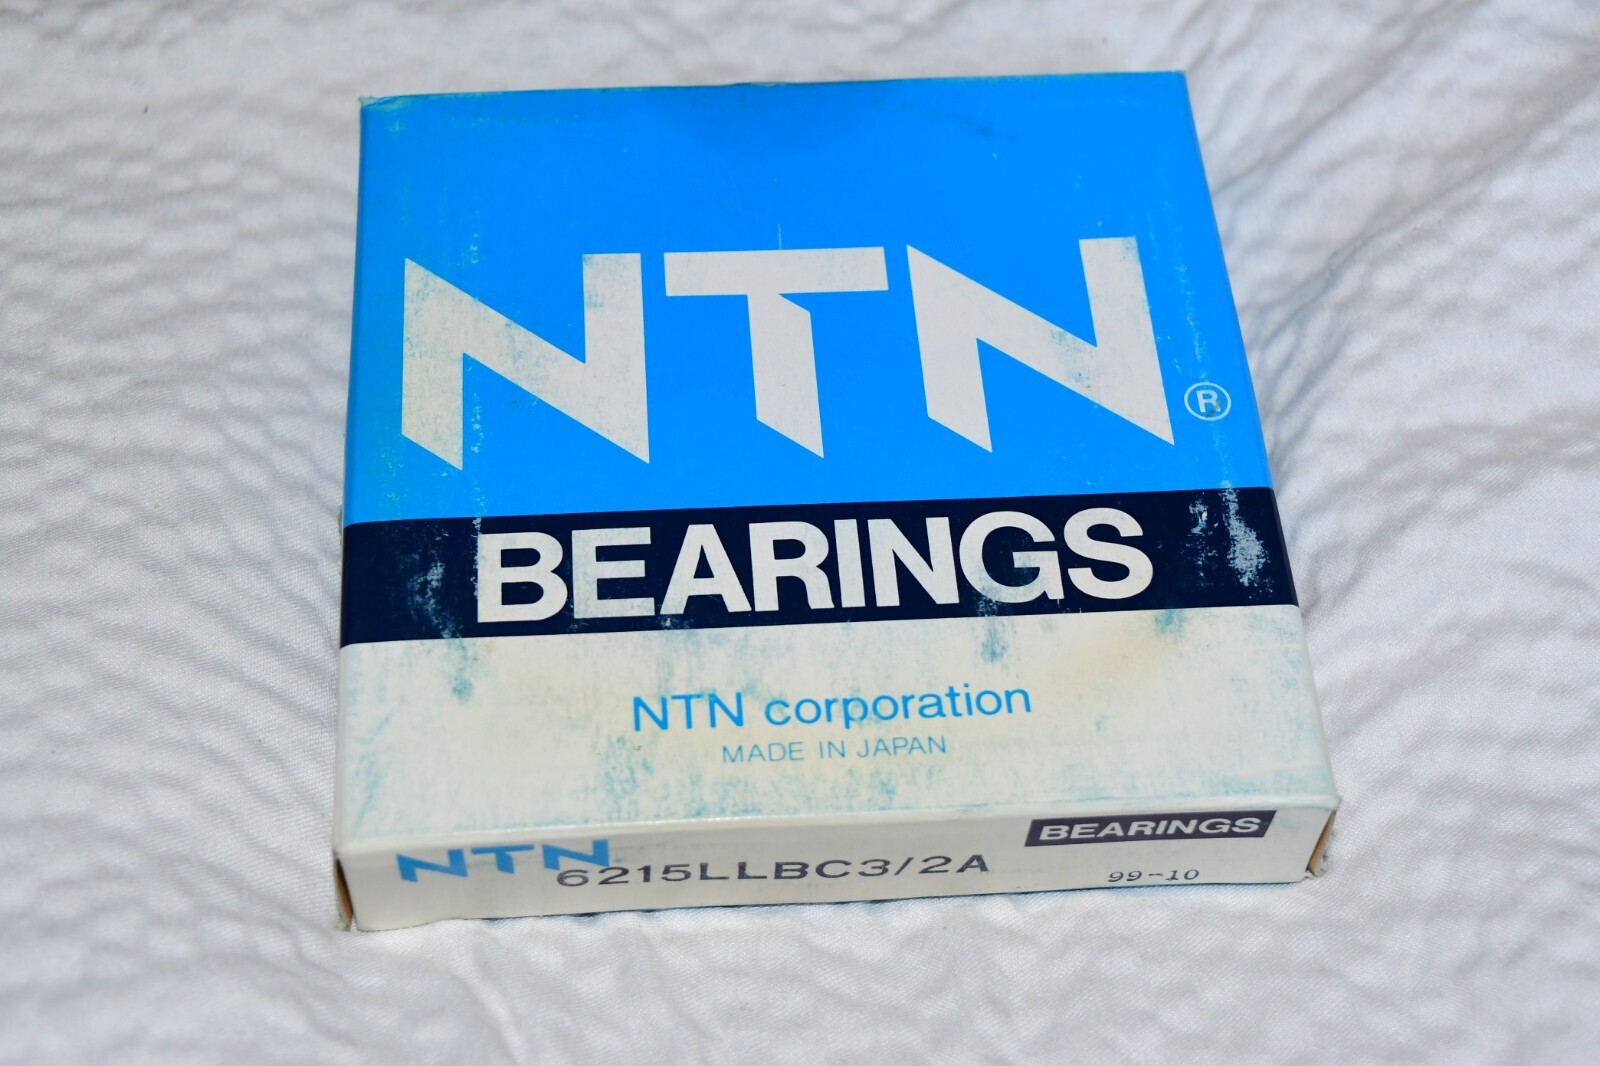 NTN®
BEARINGS
NTN corporation
MADE IN JAPAN
NTN 6215LLBC3/2A
BEARINGS
99-10